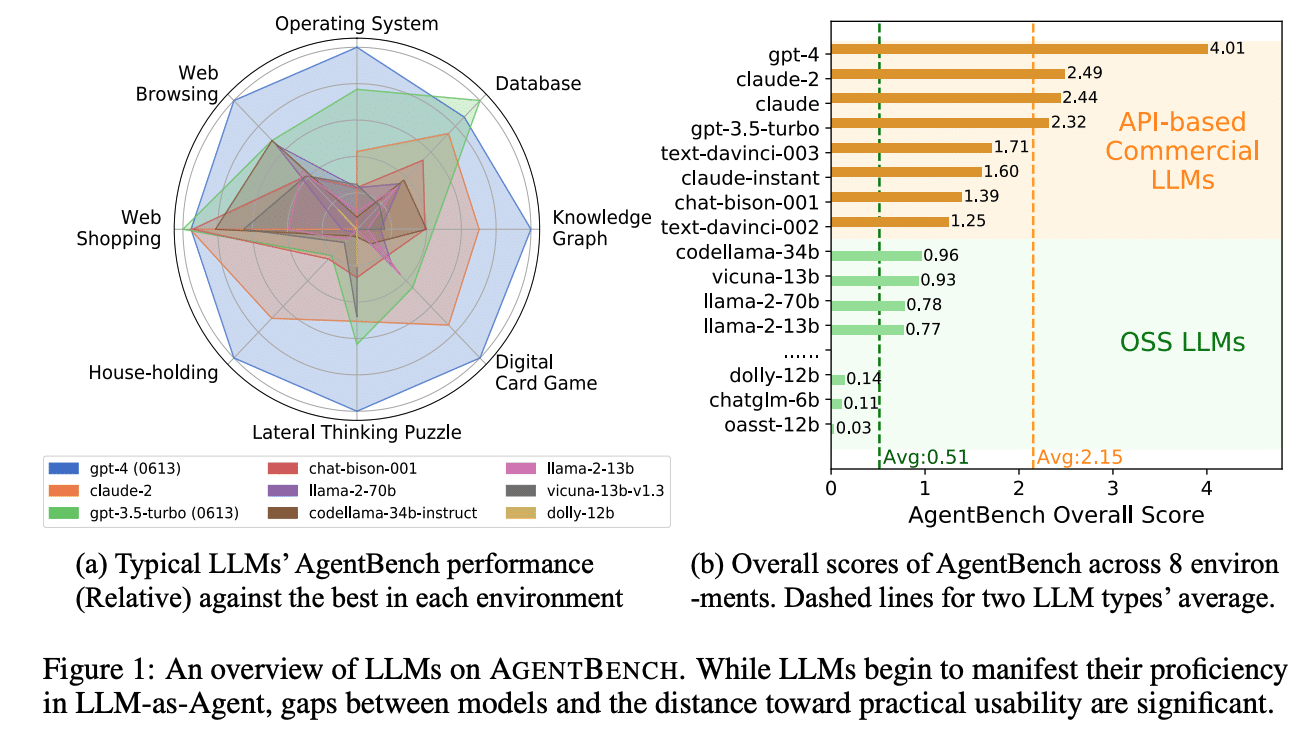 Operating System
Web
Browsing
Database
Web
Shopping
Knowledge
Graph
House-holding
Digital
Card Game
Lateral Thinking Puzzle
gpt-4 (0613)
claude-2
gpt-3.5-turbo (0613)
chat-bison-001
llama-2-70b
codellama-34b-instruct
llama-2-13b
vicuna-13b-v1.3
dolly-12b
(a) Typical LLMs' AgentBench performance
(Relative) against the best in each environment
gpt-4 4.01
claude-2 2.49
claude 2.44
gpt-3.5-turbo 2.32
text-davinci-003 1.71
claude-instant 1.60
chat-bison-001 1.39
text-davinci-002 1.25
codellama-34b 0.96
vicuna-13b 0.93
llama-2-70b 0.78
llama-2-13b 0.77
......
dolly-12b 0.14
chatglm-6b 0.11
oasst-12b 0.03
API-based
Commercial
LLMs
OSS LLMs
Avg:0.51 Avg:2.15
0 1 2 3 4
AgentBench Overall Score
(b) Overall scores of AgentBench across 8 environ
-ments. Dashed lines for two LLM types' average.
Figure 1: An overview of LLMs on AGENTBENCH. While LLMs begin to manifest their proficiency
in LLM-as-Agent, gaps between models and the distance toward practical usability are significant.